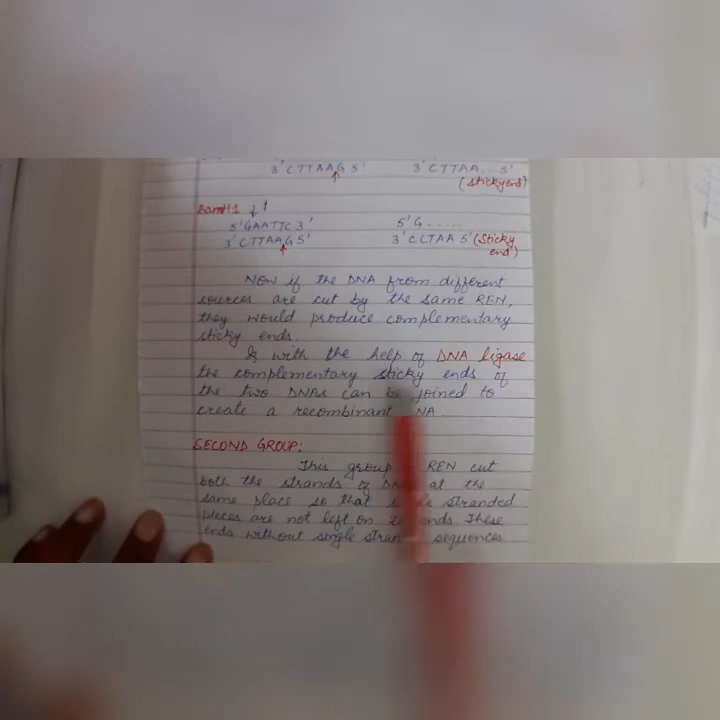 3' CTTAAG 5' 3' CTTAA... 5'
(Sticky end)
BamH1
5' GAATTC 3' 5' G.....
3' CTTAAG 5' 3' CCTAA 5' (Sticky
end)
Now if the DNA from different
sources are cut by the same REN,
they would produce complementary
sticky ends.
& with the help of DNA ligase
the complementary sticky ends of
the two DNAs can be joined to
create a recombinant DNA
SECOND GROUP:
This group REN cut
both the strands of at the
same place so that stranded
pieces are not left on ends. These
ends without single sequences